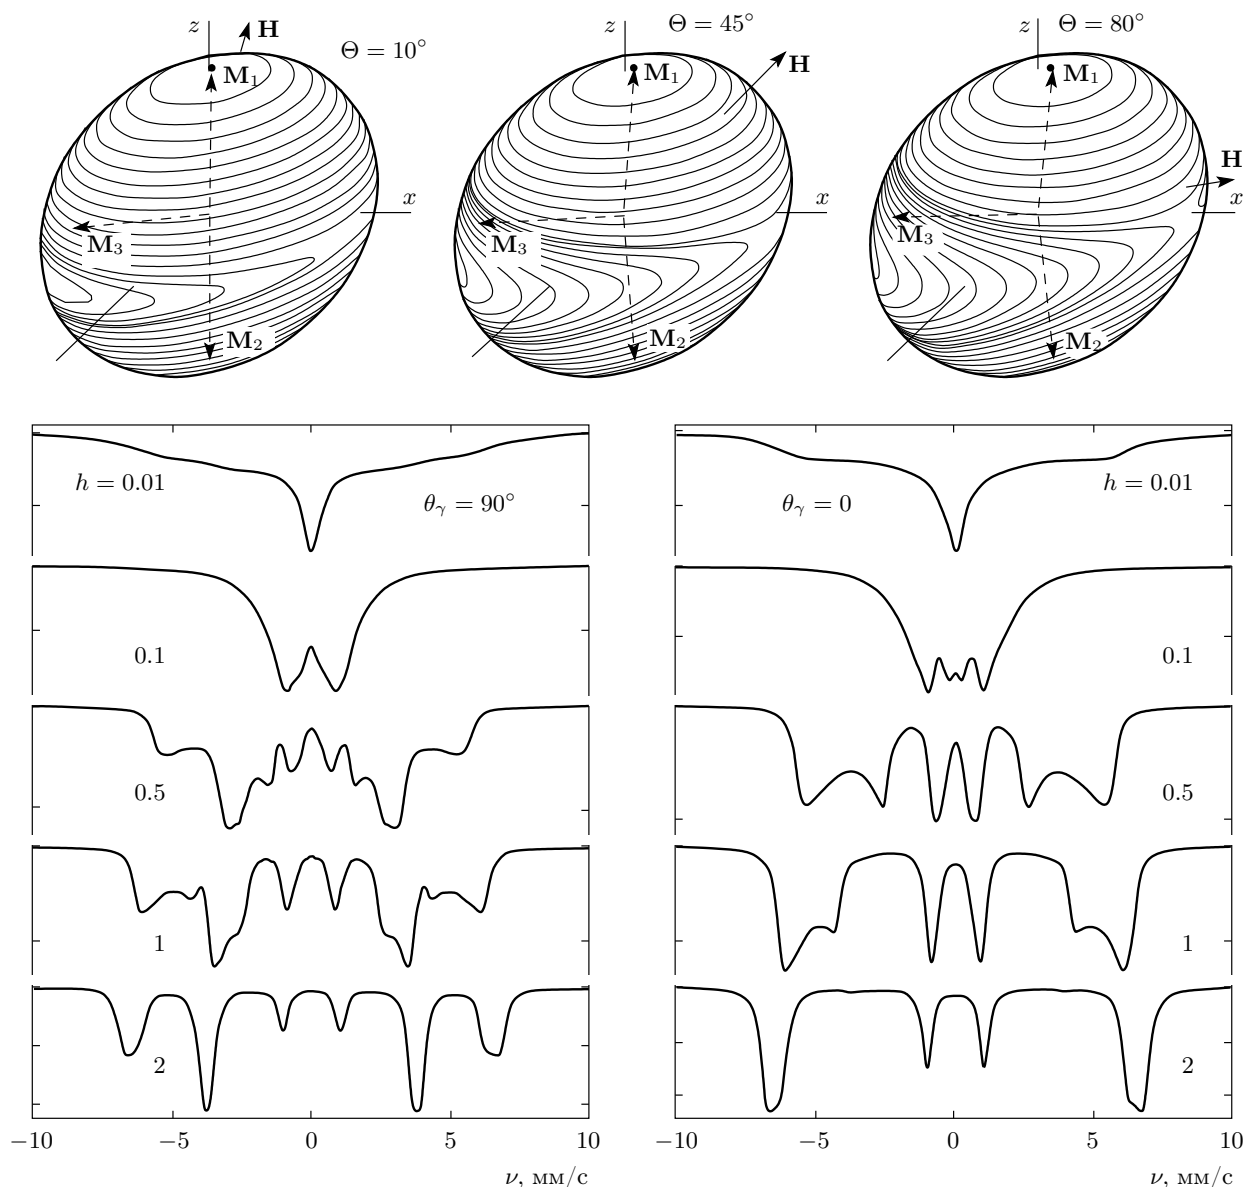 z H Θ = 10° z Θ = 45° z Θ = 80°
M₁ M₁ H M₁
H
x x x
M₃ M₃ M₃
M₂ M₂ M₂
h = 0.01 θγ = 90° θγ = 0 h = 0.01
0.1 0.1
0.5 0.5
1 1
2 2
−10 −5 0 5 10 −10 −5 0 5 10
ν, мм/с ν, мм/с